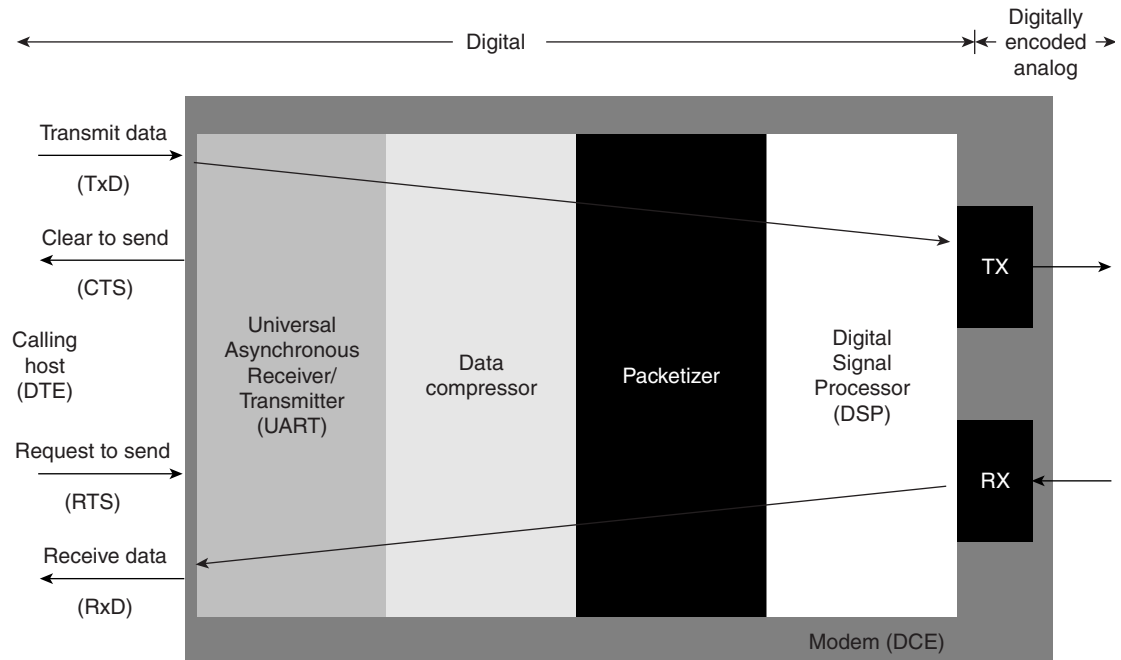 Digital
Digitally
encoded
analog
Transmit data
(TxD)
Clear to send
(CTS)
Calling
host
(DTE)
Request to send
(RTS)
Receive data
(RxD)
Universal
Asynchronous
Receiver/
Transmitter
(UART)
Data
compressor
Packetizer
Digital
Signal
Processor
(DSP)
TX
RX
Modem (DCE)